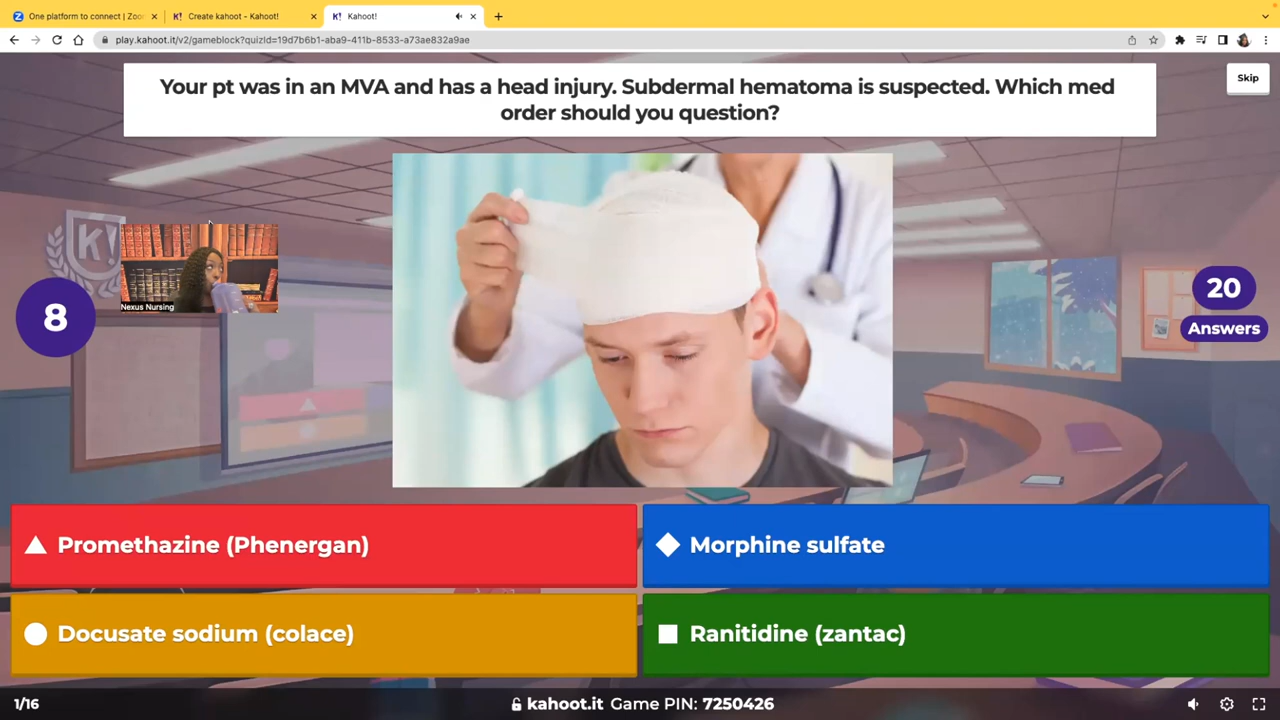 One platform to connect | Zoo
Create kahoot - Kahoot!
Kahoot!
play.kahoot.it/v2/gameblock?quizId=19d7b6b1-aba9-411b-8533-a73ae832a9ae
Your pt was in an MVA and has a head injury. Subdermal hematoma is suspected. Which med
order should you question?
Skip
K!
Nexus Nursing
8
20
Answers
Promethazine (Phenergan)
Morphine sulfate
Docusate sodium (colace)
Ranitidine (zantac)
1/16
kahoot.it Game PIN: 7250426